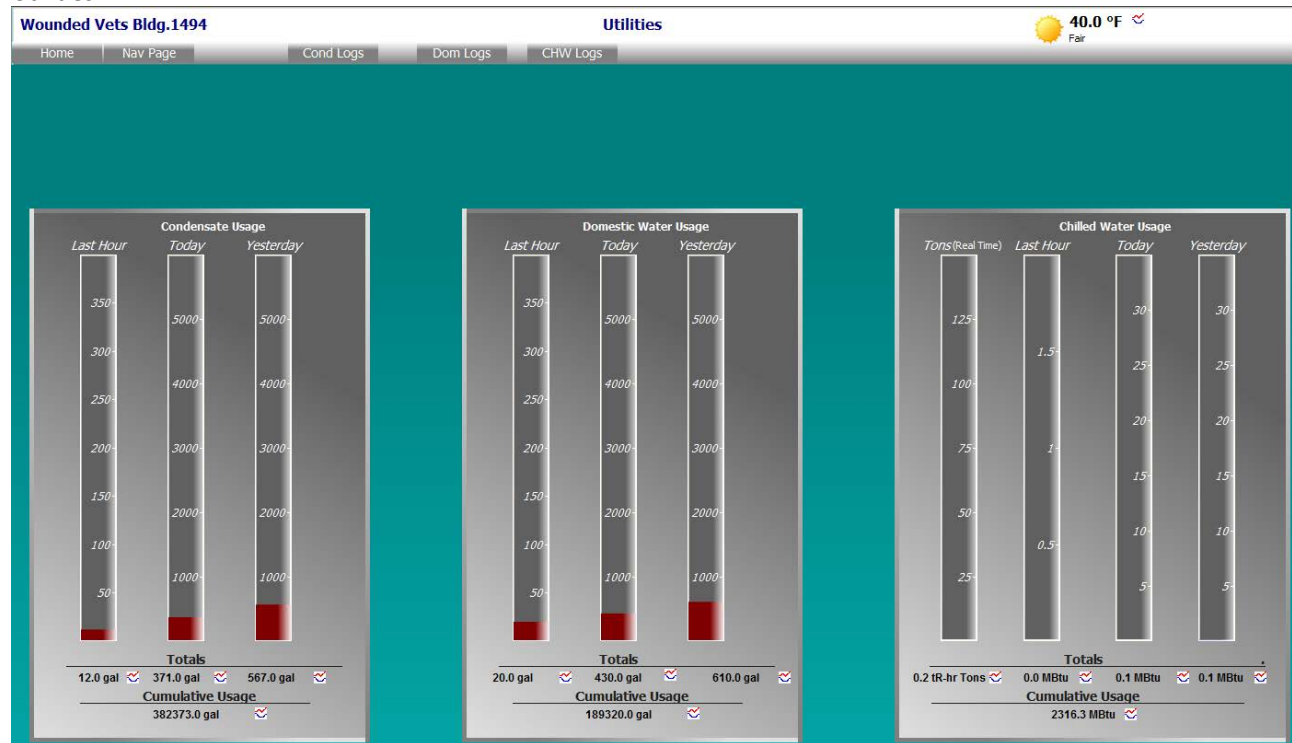 Wounded Vets Bldg.1494
Utilities
40.0 °F
Fair
Home Nav Page Cond Logs Dom Logs CHW Logs
Condensate Usage
Last Hour Today Yesterday
350
300
250
200
150
100
50
5000
4000
3000
2000
1000
5000
4000
3000
2000
1000
Totals
12.0 gal 371.0 gal 567.0 gal
Cumulative Usage
382373.0 gal
Domestic Water Usage
Last Hour Today Yesterday
350
300
250
200
150
100
50
5000
4000
3000
2000
1000
5000
4000
3000
2000
1000
Totals
20.0 gal 430.0 gal 610.0 gal
Cumulative Usage
189320.0 gal
Chilled Water Usage
Tons(Real Time) Last Hour Today Yesterday
125
100
75
50
25
1.5
1
0.5
30
25
20
15
10
5
30
25
20
15
10
5
Totals .
0.2 tR-hr Tons 0.0 MBtu 0.1 MBtu 0.1 MBtu
Cumulative Usage
2316.3 MBtu